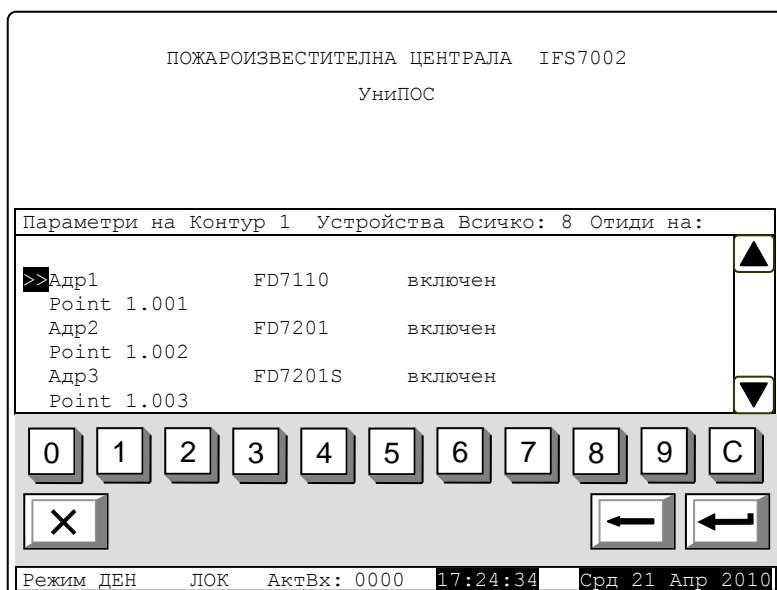 ПОЖАРОИЗВЕСТИТЕЛНА ЦЕНТРАЛА IFS7002
УниПОС
Параметри на Контур 1 Устройства Всичко: 8 Отиди на:
>>Адр1 FD7110 включен
Point 1.001
Адр2 FD7201 включен
Point 1.002
Адр3 FD7201S включен
Point 1.003
0 1 2 3 4 5 6 7 8 9 C
Режим ДЕН ЛОК АктВх: 0000 17:24:34 Срд 21 Апр 2010